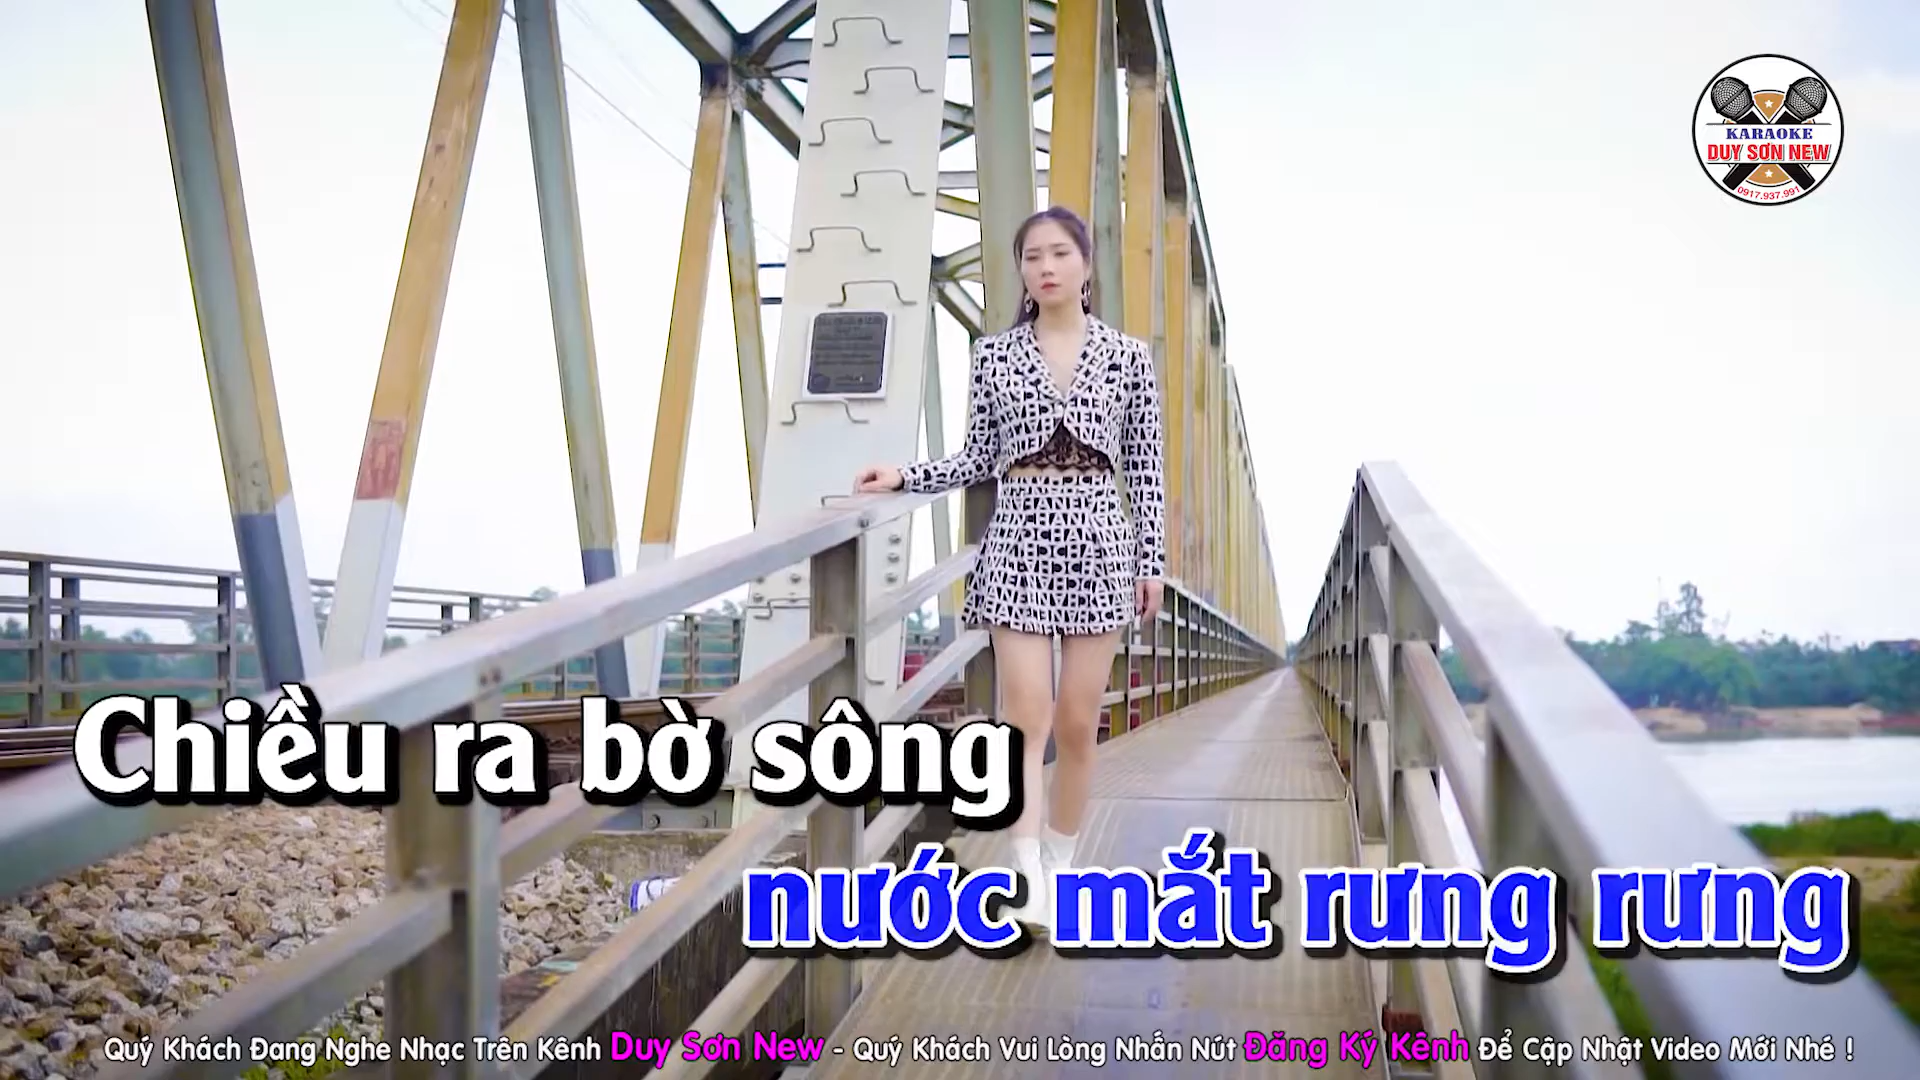 KARAOKE
DUY SƠN NEW
0917.937.991
Chiều ra bờ sông
nước mắt rưng rưng
Quý Khách Đang Nghe Nhạc Trên Kênh Duy Sơn New - Quý Khách Vui Lòng Nhấn Nút Đăng Ký Kênh Để Cập Nhật Video Mới Nhé !